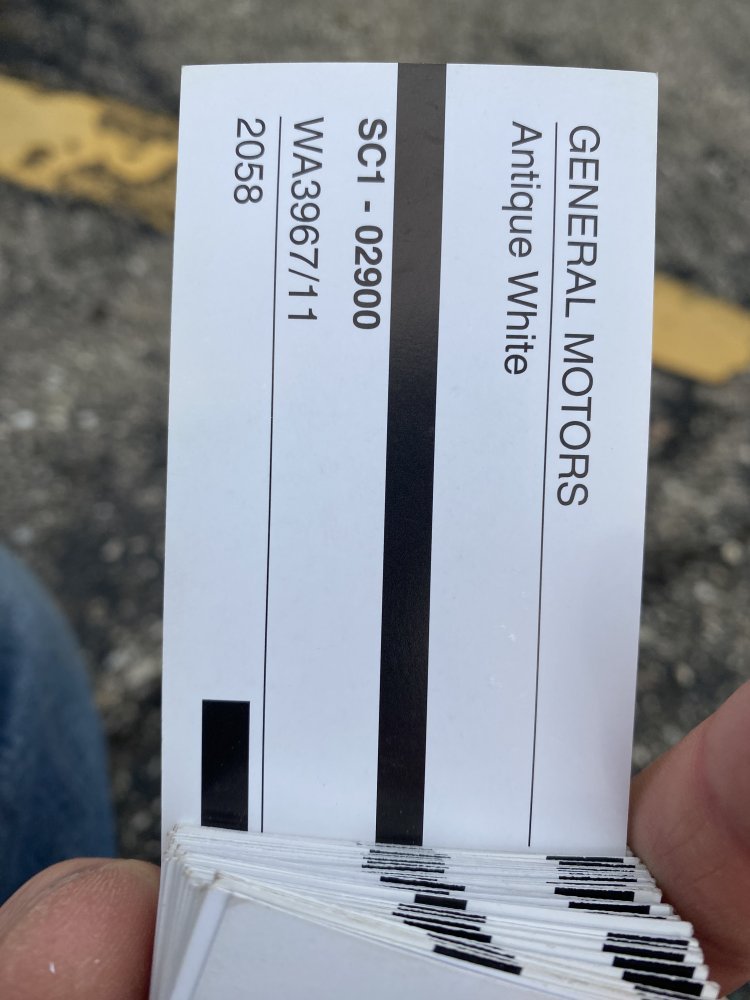 GENERAL MOTORS
Antique White
SC1 - 02900
WA3967/11
2058